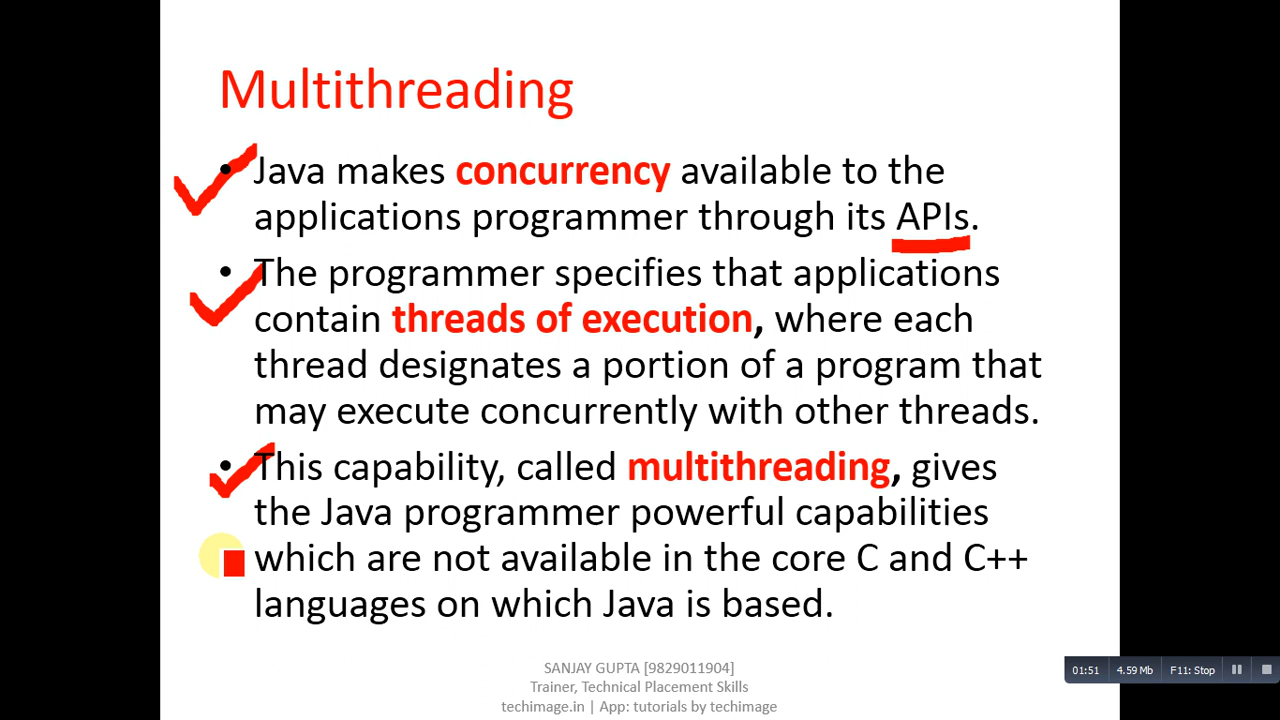 Multithreading
• Java makes concurrency available to the
applications programmer through its APIs.
• The programmer specifies that applications
contain threads of execution, where each
thread designates a portion of a program that
may execute concurrently with other threads.
• This capability, called multithreading, gives
the Java programmer powerful capabilities
which are not available in the core C and C++
languages on which Java is based.
SANJAY GUPTA [9829011904]
Trainer, Technical Placement Skills
techimage.in | App: tutorials by techimage
01:51 4.59 Mb F11: Stop